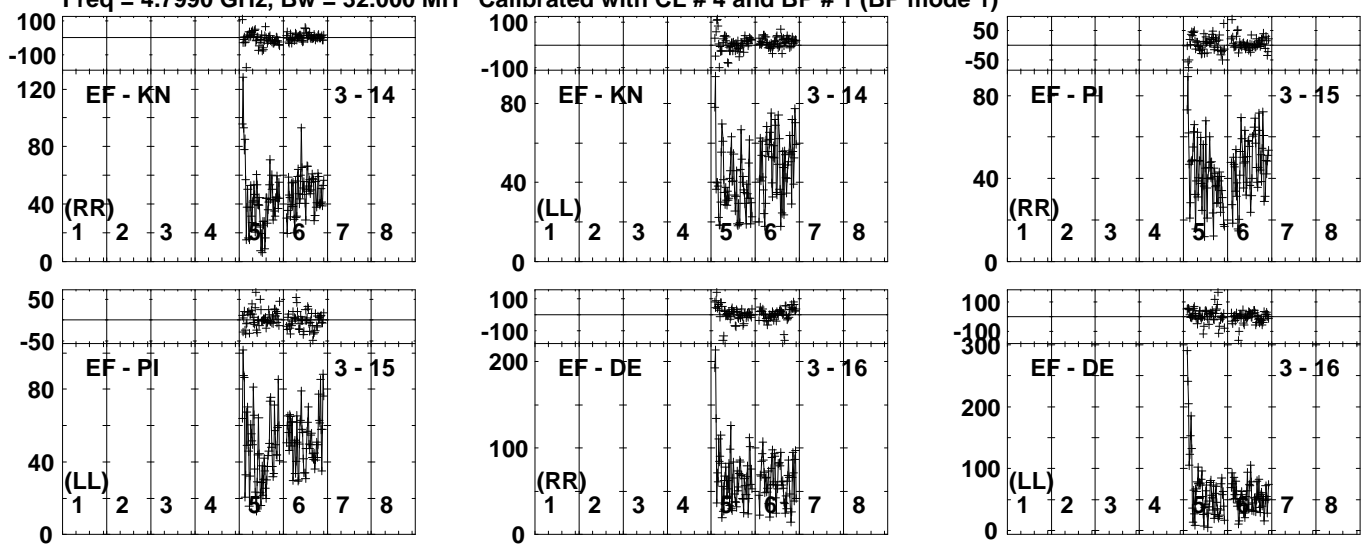 Freq = 4.7990 GHz, Bw = 32.000 MH Calibrated with CL # 4 and BP # 1 (BP mode 1)
100
-100
120
80
40
0
EF - KN 3 - 14
(RR)
1 2 3 4 5 6 7 8
100
-100
80
40
0
EF - KN 3 - 14
(LL)
1 2 3 4 5 6 7 8
50
-50
80
40
0
EF - PI 3 - 15
(RR)
1 2 3 4 5 6 7 8
50
-50
80
40
0
EF - PI 3 - 15
(LL)
1 2 3 4 5 6 7 8
100
-100
200
100
0
EF - DE 3 - 16
(RR)
1 2 3 4 5 6 7 8
100
-100
300
200
100
0
EF - DE 3 - 16
(LL)
1 2 3 4 5 6 7 8